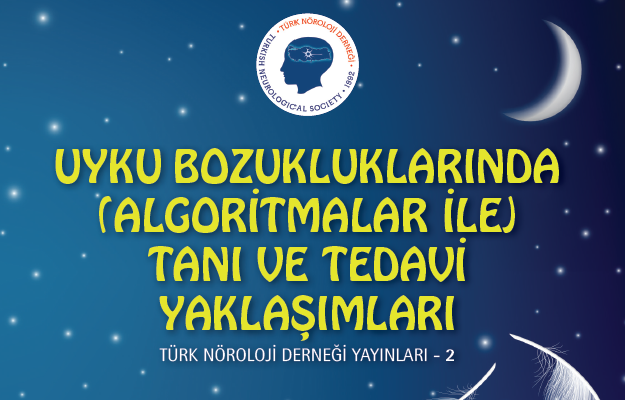 TÜRK NÖROLOJİ DERNEĞİ
TURKISH NEUROLOGICAL SOCIETY • 1992
UYKU BOZUKLUKLARINDA
(ALGORİTMALAR İLE)
TANI VE TEDAVİ
YAKLAŞIMLARI
TÜRK NÖROLOJİ DERNEĞİ YAYINLARI - 2